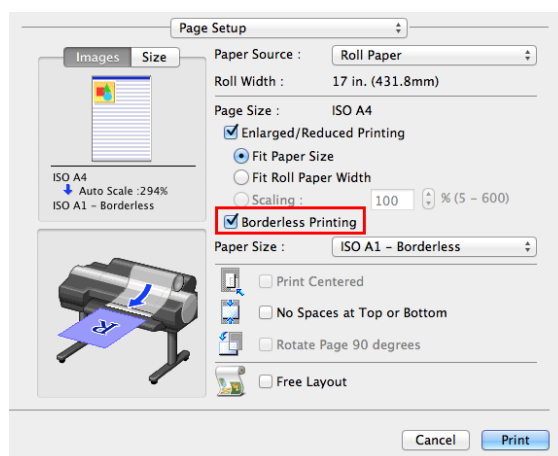 Page Setup
Images Size
Paper Source : Roll Paper
Roll Width : 17 in. (431.8mm)
Page Size : ISO A4
Enlarged/Reduced Printing
Fit Paper Size
Fit Roll Paper Width
Scaling : 100 % (5 – 600)
Borderless Printing
Paper Size : ISO A1 – Borderless
ISO A4
Auto Scale :294%
ISO A1 – Borderless
Print Centered
No Spaces at Top or Bottom
Rotate Page 90 degrees
Free Layout
R
Cancel Print